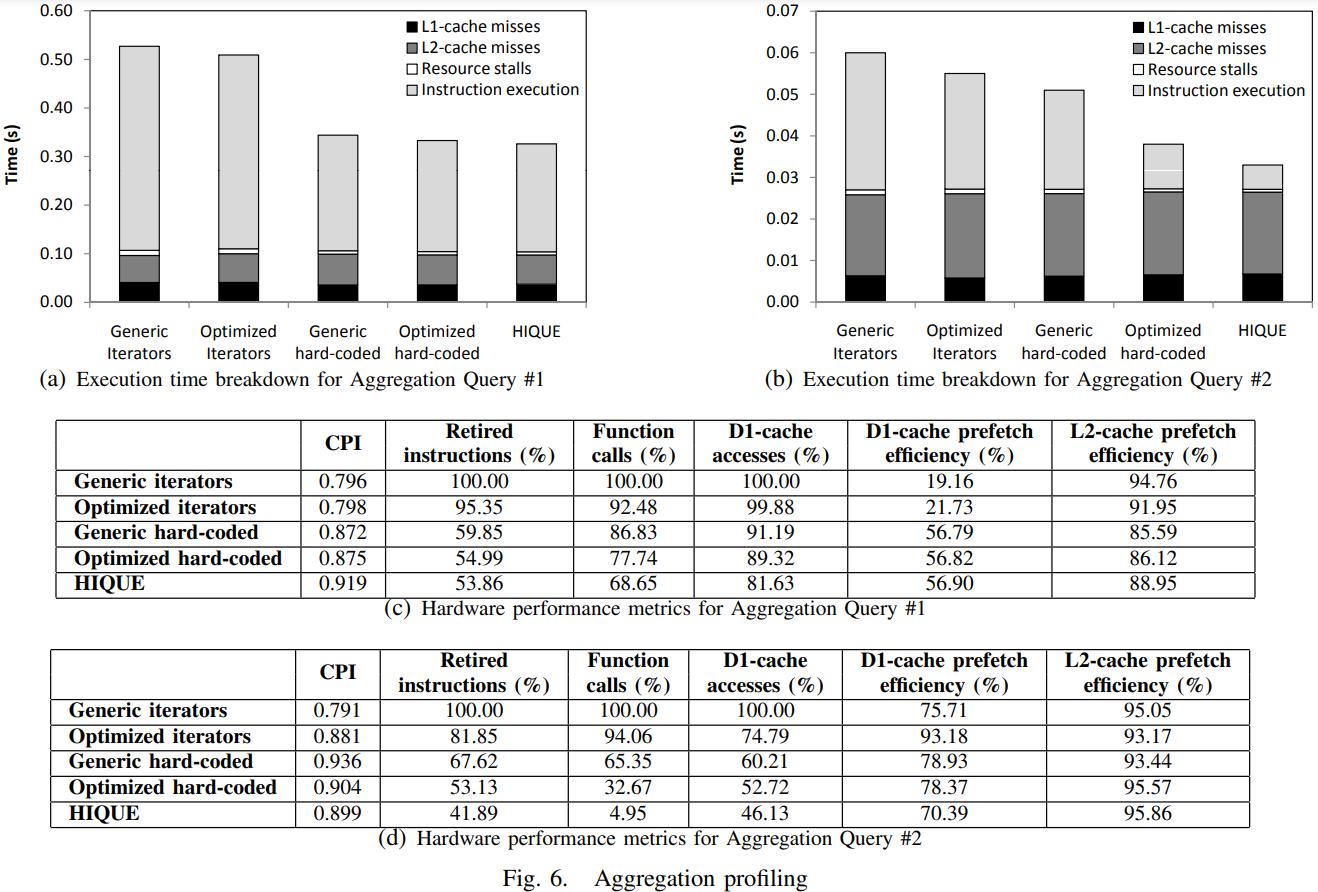 0.60
0.50
0.40
0.30
0.20
0.10
0.00
Time (s)
L1-cache misses
L2-cache misses
Resource stalls
Instruction execution
Generic Iterators
Optimized Iterators
Generic hard-coded
Optimized hard-coded
HIQUE
(a) Execution time breakdown for Aggregation Query #1
0.07
0.06
0.05
0.04
0.03
0.02
0.01
0.00
Time (s)
L1-cache misses
L2-cache misses
Resource stalls
Instruction execution
Generic Iterators
Optimized Iterators
Generic hard-coded
Optimized hard-coded
HIQUE
(b) Execution time breakdown for Aggregation Query #2
CPI Retired instructions (%) Function calls (%) D1-cache accesses (%) D1-cache prefetch efficiency (%) L2-cache prefetch efficiency (%)
Generic iterators 0.796 100.00 100.00 100.00 19.16 94.76
Optimized iterators 0.798 95.35 92.48 99.88 21.73 91.95
Generic hard-coded 0.872 59.85 86.83 91.19 56.79 85.59
Optimized hard-coded 0.875 54.99 77.74 89.32 56.82 86.12
HIQUE 0.919 53.86 68.65 81.63 56.90 88.95
(c) Hardware performance metrics for Aggregation Query #1
CPI Retired instructions (%) Function calls (%) D1-cache accesses (%) D1-cache prefetch efficiency (%) L2-cache prefetch efficiency (%)
Generic iterators 0.791 100.00 100.00 100.00 75.71 95.05
Optimized iterators 0.881 81.85 94.06 74.79 93.18 93.17
Generic hard-coded 0.936 67.62 65.35 60.21 78.93 93.44
Optimized hard-coded 0.904 53.13 32.67 52.72 78.37 95.57
HIQUE 0.899 41.89 4.95 46.13 70.39 95.86
(d) Hardware performance metrics for Aggregation Query #2
Fig. 6. Aggregation profiling